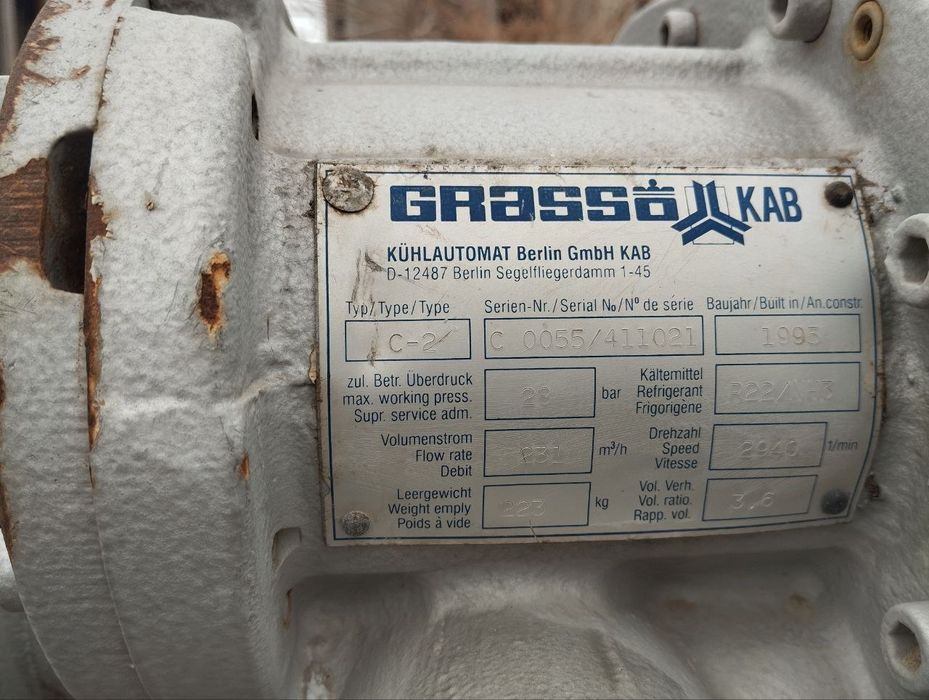 GRASSO KAB
KÜHLAUTOMAT Berlin GmbH KAB
D-12487 Berlin Segelfliegerdamm 1-45
Typ/Type/Type Serien-Nr./Serial No/N° de série Baujahr/Built in/An.constr.
C-2 C 0055/411021 1993
zul. Betr. Überdruck
max. working press.
Supr. service adm.
bar
Kältemittel
Refrigerant
Frigorigène
Volumenstrom
Flow rate
Debit
231 m³/h
Drehzahl
Speed
Vitesse
2940 1/min
Leergewicht
Weight emply
Poids à vide
223 kg
Vol. Verh.
Vol. ratio.
Rapp. vol.
3,6